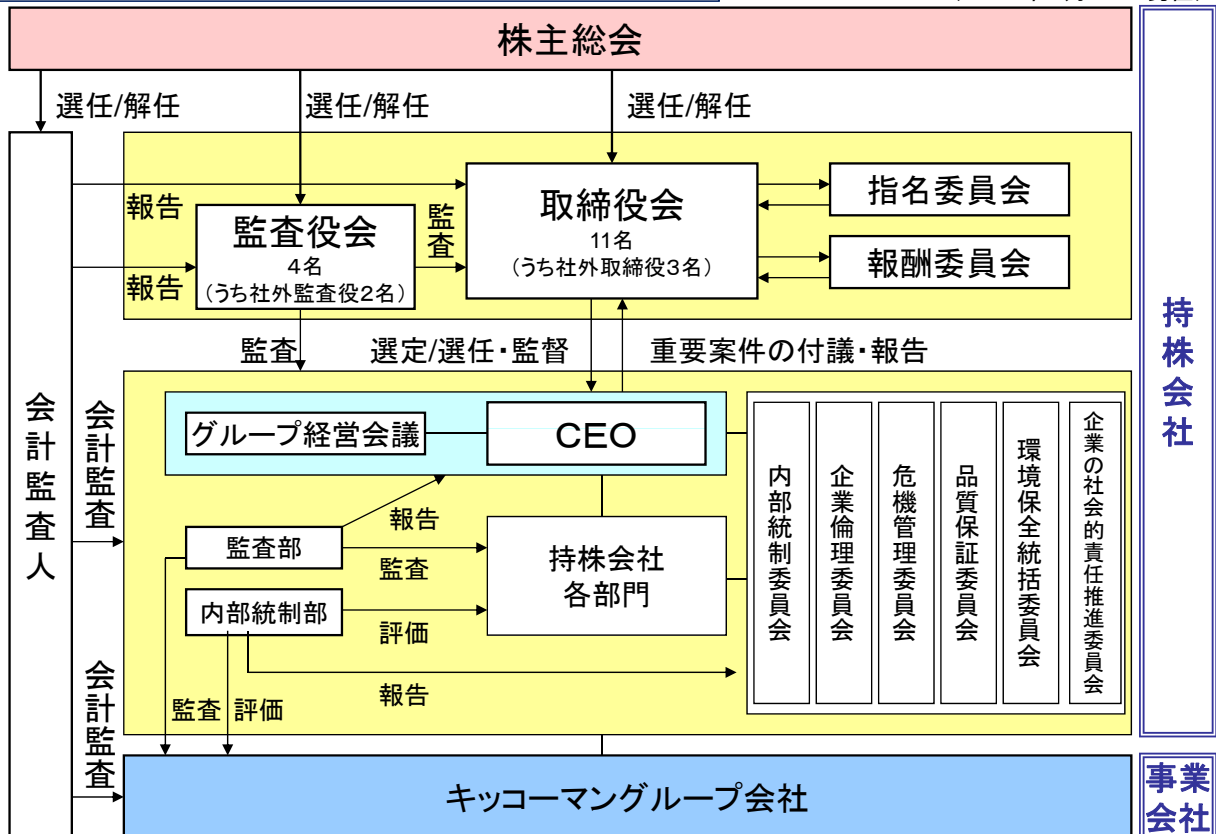 株主総会
選任/解任
選任/解任
選任/解任
報告
報告
監査役会
4名
(うち社外監査役2名)
監査
取締役会
11名
(うち社外取締役3名)
指名委員会
報酬委員会
監査
選定/選任・監督
重要案件の付議・報告
会計監査人
会計監査
会計監査
グループ経営会議
CEO
報告
監査部
監査
内部統制部
評価
報告
監査
評価
持株会社
各部門
内部統制委員会
企業倫理委員会
危機管理委員会
品質保証委員会
環境保全統括委員会
企業の社会的責任推進委員会
キッコーマングループ会社
持株会社
事業
会社